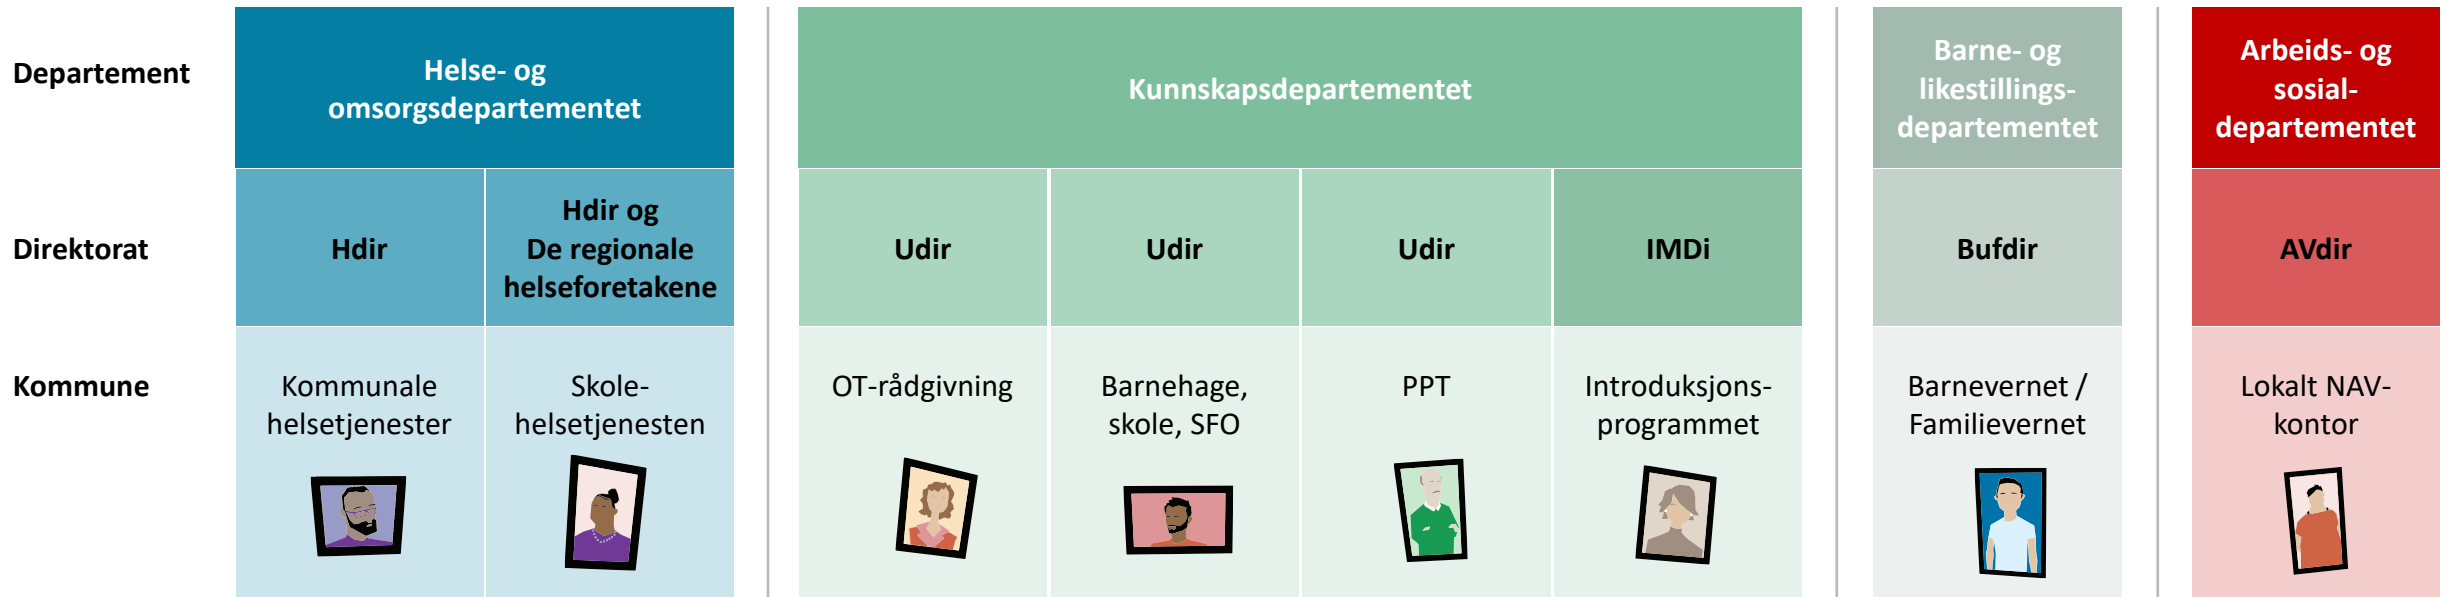 Departement
Helse- og
omsorgsdepartementet
Kunnskapsdepartementet
Barne- og
likestillings-
departementet
Arbeids- og
sosial-
departementet
Direktorat
Hdir
Hdir og
De regionale
helseforetakene
Udir
Udir
Udir
IMDi
Bufdir
AVdir
Kommune
Kommunale
helsetjenester
Skole-
helsetjenesten
OT-rådgivning
Barnehage,
skole, SFO
PPT
Introduksjons-
programmet
Barnevernet /
Familievernet
Lokalt NAV-
kontor